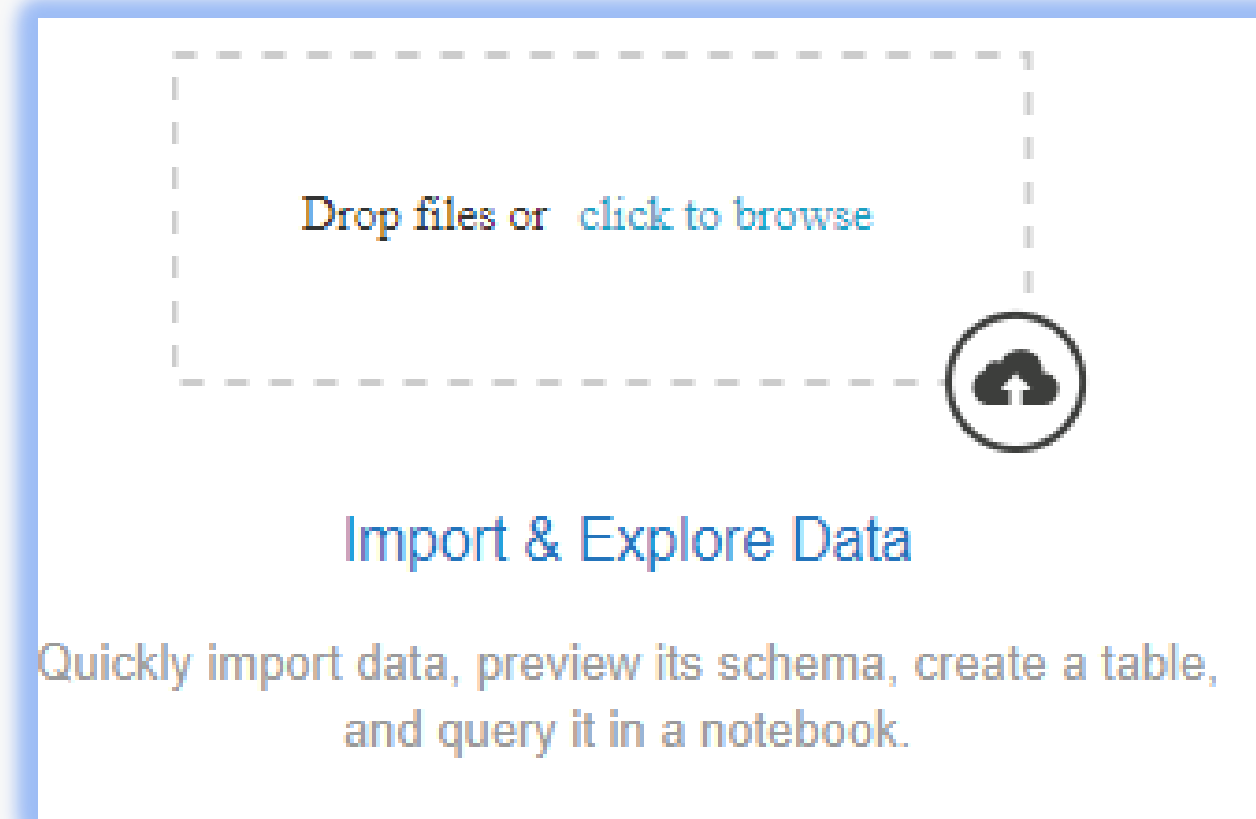 Drop files or click to browse
Import & Explore Data
Quickly import data, preview its schema, create a table,
and query it in a notebook.